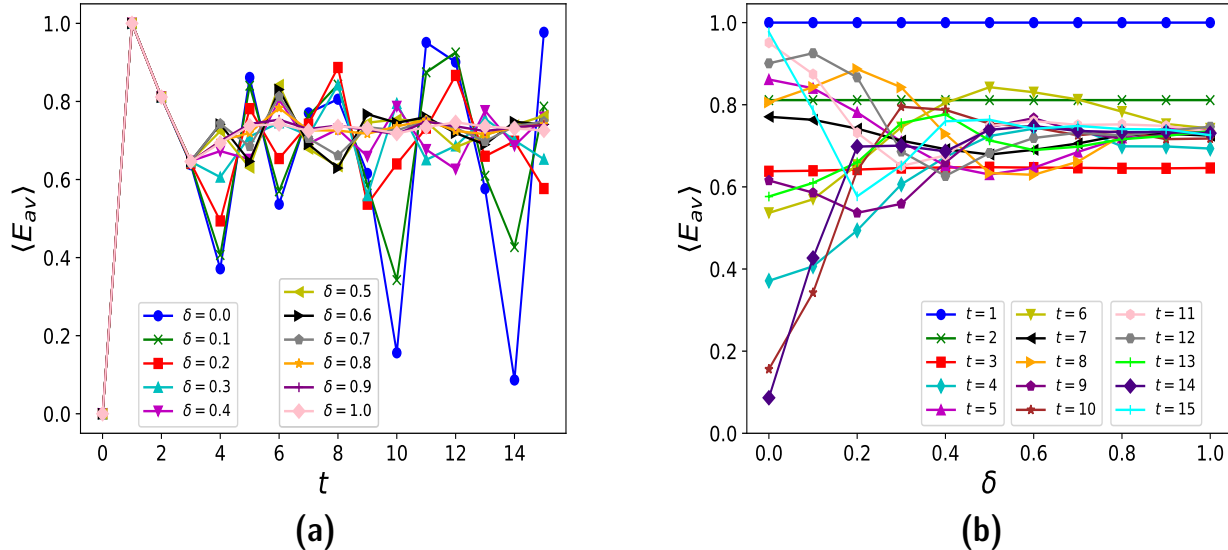 1.0
0.8
0.6
0.4
0.2
0.0
⟨E_av⟩
0 2 4 6 8 10 12 14
t
δ = 0.0
δ = 0.1
δ = 0.2
δ = 0.3
δ = 0.4
δ = 0.5
δ = 0.6
δ = 0.7
δ = 0.8
δ = 0.9
δ = 1.0
(a)
1.0
0.8
0.6
0.4
0.2
0.0
⟨E_av⟩
0.0 0.2 0.4 0.6 0.8 1.0
δ
t = 1
t = 2
t = 3
t = 4
t = 5
t = 6
t = 7
t = 8
t = 9
t = 10
t = 11
t = 12
t = 13
t = 14
t = 15
(b)